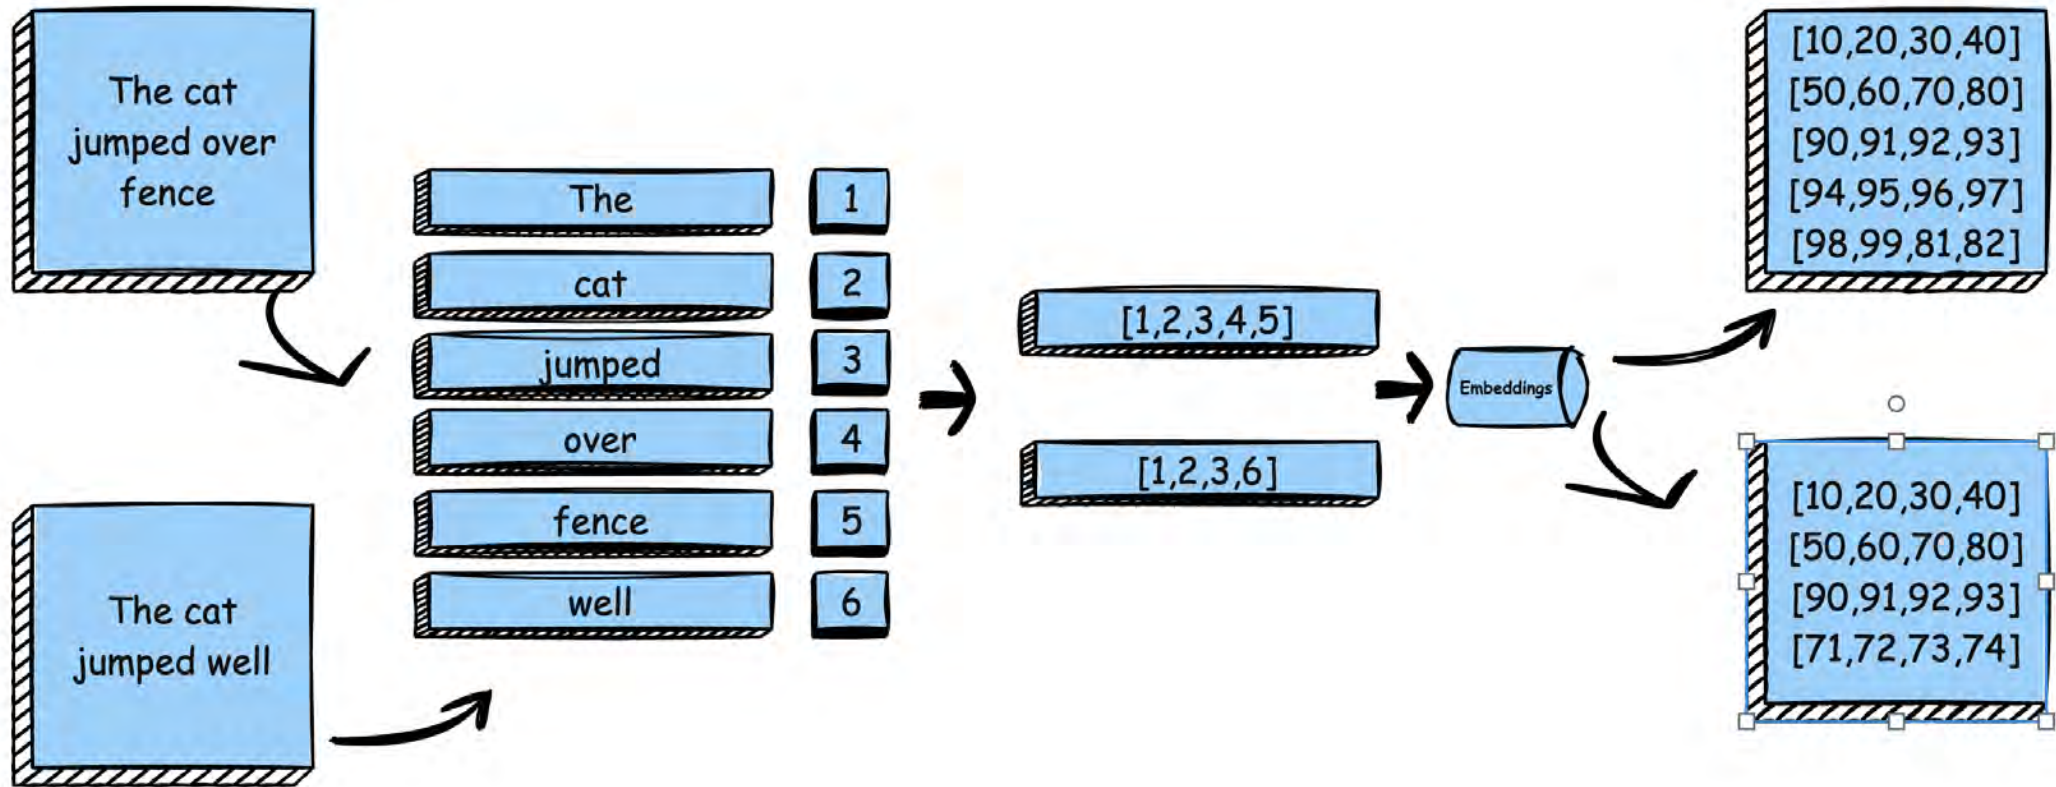 The cat
jumped over
fence
The cat
jumped well
The
1
cat
2
jumped
3
over
4
fence
5
well
6
[1,2,3,4,5]
[1,2,3,6]
Embeddings
[10,20,30,40]
[50,60,70,80]
[90,91,92,93]
[94,95,96,97]
[98,99,81,82]
[10,20,30,40]
[50,60,70,80]
[90,91,92,93]
[71,72,73,74]